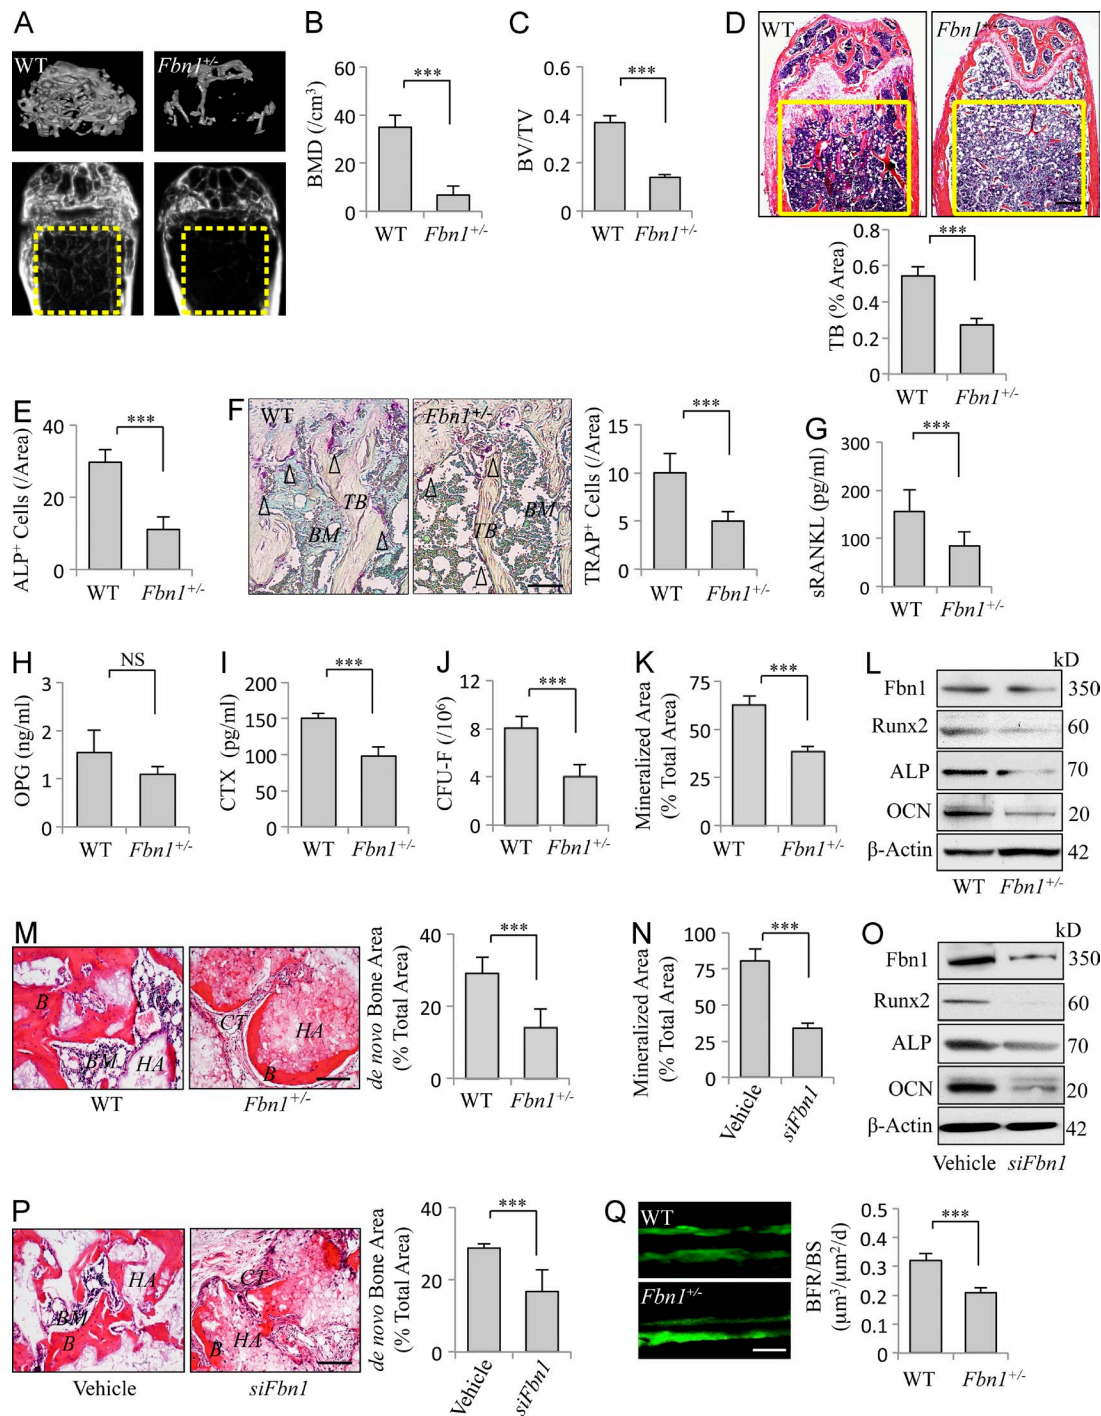 A
WT
Fbn1+/-
B
BMD (/cm³)
60
40
20
0
***
WT
Fbn1+/-
C
BV/TV
0.6
0.4
0.2
0
***
WT
Fbn1+/-
D
WT
Fbn1+/-
TB (% Area)
0.8
0.6
0.4
0.2
0
***
WT
Fbn1+/-
E
ALP+ Cells (/Area)
40
20
0
***
WT
Fbn1+/-
F
WT
TB
BM
Fbn1+/-
TB
BM
TRAP+ Cells (/Area)
15
10
5
0
***
WT
Fbn1+/-
G
sRANKL (pg/ml)
300
200
100
0
***
WT
Fbn1+/-
H
OPG (ng/ml)
3
2
1
0
NS
WT
Fbn1+/-
I
CTX (pg/ml)
200
150
100
50
0
***
WT
Fbn1+/-
J
CFU-F (/10⁶)
12
8
4
0
***
WT
Fbn1+/-
K
Mineralized Area
(% Total Area)
75
50
25
0
***
WT
Fbn1+/-
L
kD
Fbn1 350
Runx2 60
ALP 70
OCN 20
β-Actin 42
WT Fbn1+/-
M
B
BM
HA
WT
CT
HA
B
Fbn1+/-
de novo Bone Area
(% Total Area)
40
20
0
***
WT
Fbn1+/-
N
Mineralized Area
(% Total Area)
100
75
50
25
0
***
Vehicle
siFbn1
O
kD
Fbn1 350
Runx2 60
ALP 70
OCN 20
β-Actin 42
Vehicle siFbn1
P
HA
BM
B
Vehicle
CT
HA
B
siFbn1
de novo Bone Area
(% Total Area)
40
20
0
***
Vehicle
siFbn1
Q
WT
Fbn1+/-
BFR/BS
(μm³/μm²/d)
0.5
0.4
0.3
0.2
0.1
0
***
WT
Fbn1+/-